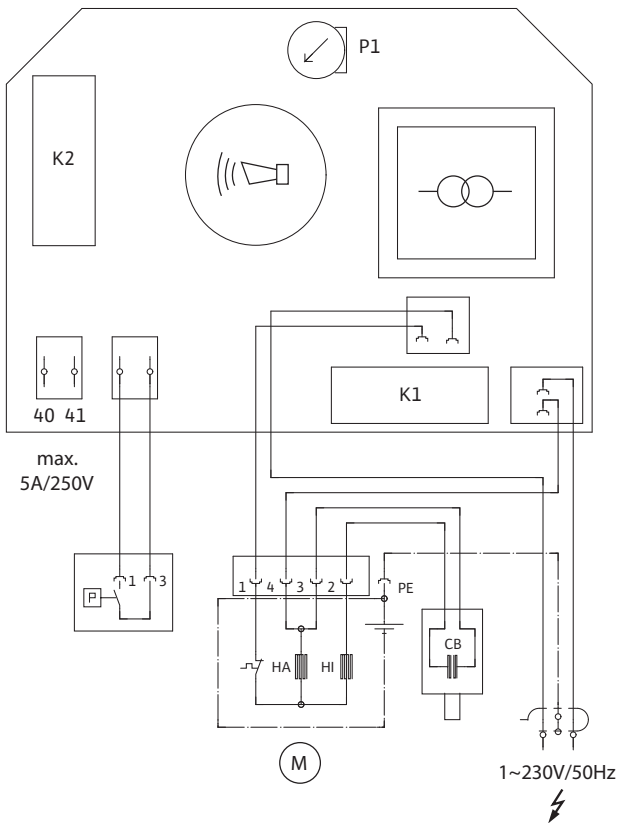 P1
K2
K1
40 41
max.
5A/250V
1 3
P
1 4 3 2 PE
CB
HA HI
M
1~230V/50Hz